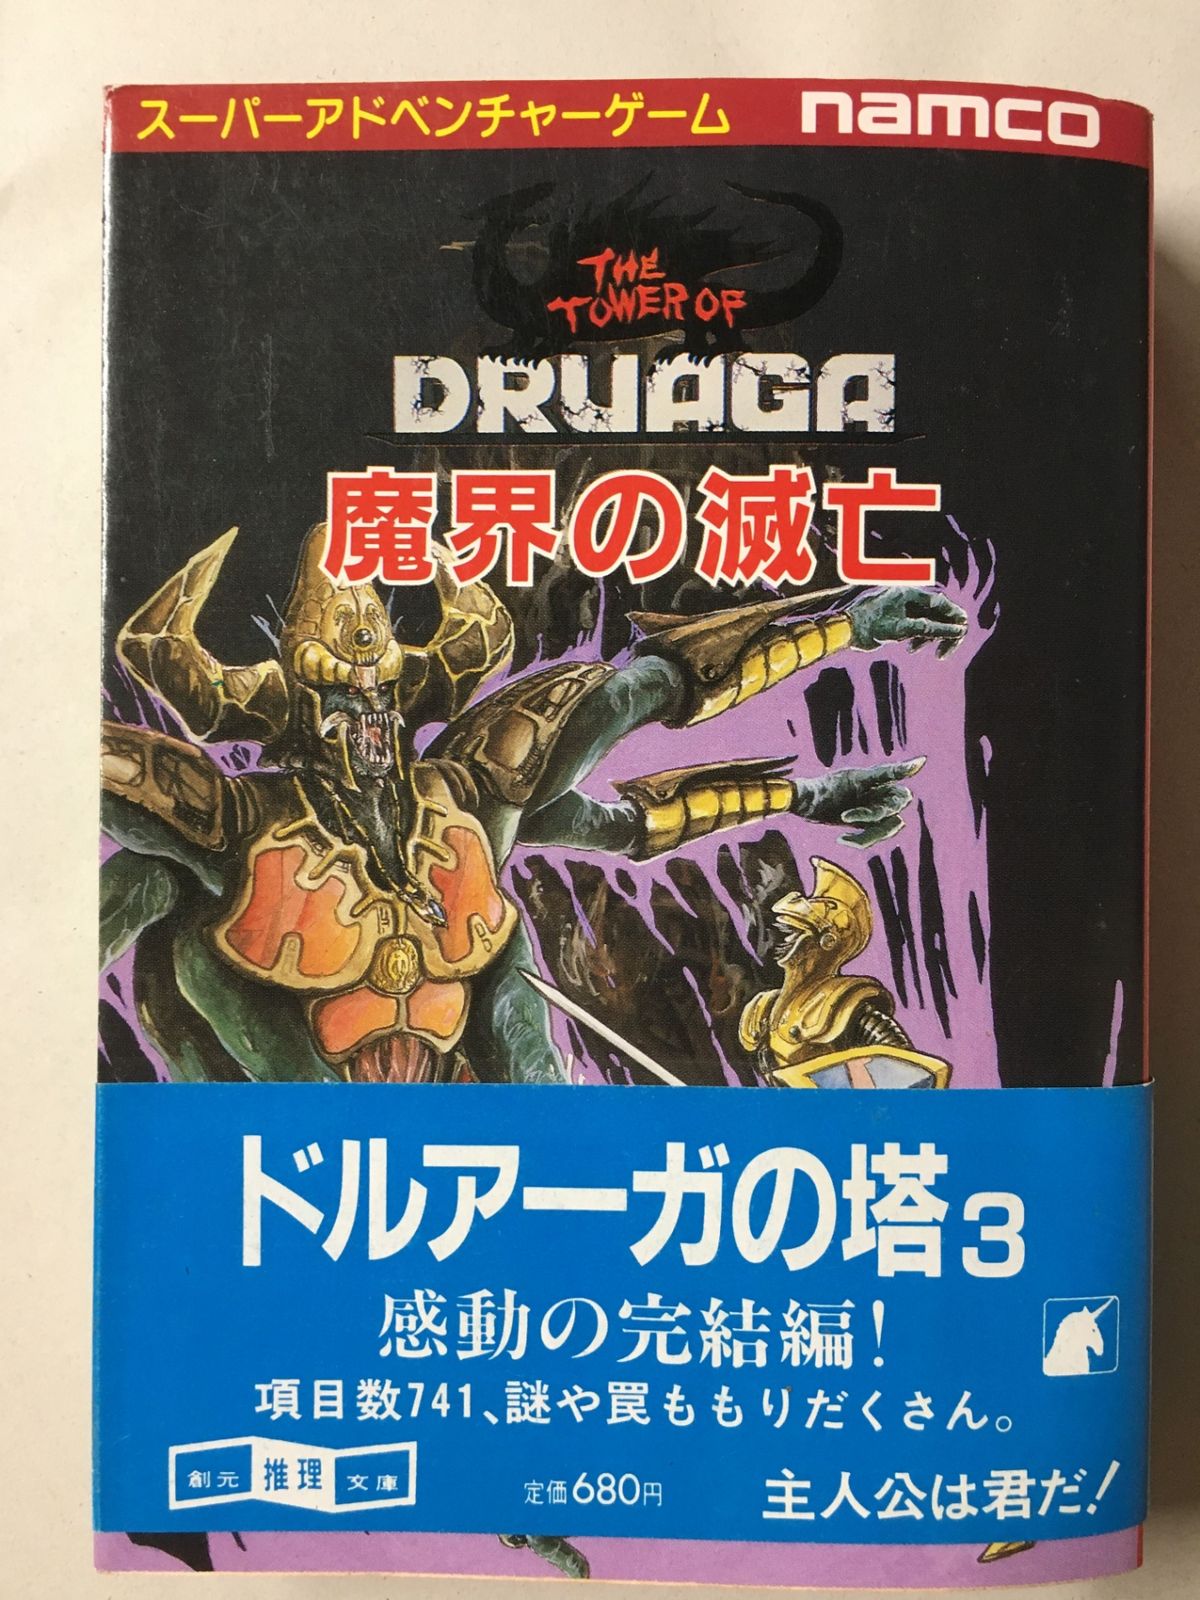 スーパーアドベンチャーゲーム namco
THE
TOWER OF
DRUAGA
魔界の滅亡
ドルアーガの塔3
感動の完結編!
項目数741、謎や罠ももりだくさん。
創元 推理 文庫
定価680円
主人公は君だ!